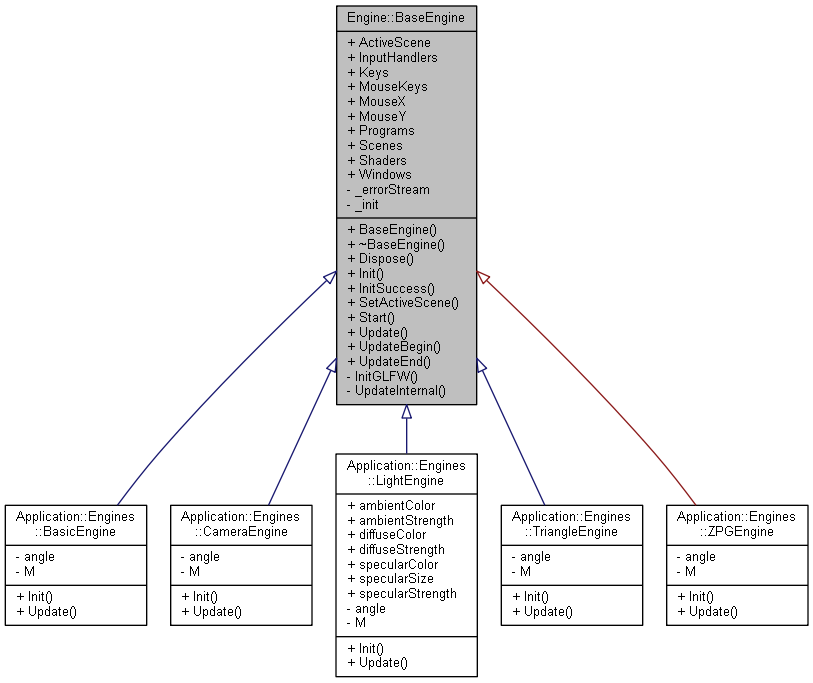 Engine::BaseEngine
+ ActiveScene
+ InputHandlers
+ Keys
+ MouseKeys
+ MouseX
+ MouseY
+ Programs
+ Scenes
+ Shaders
+ Windows
- _errorStream
- _init
+ BaseEngine()
+ ~BaseEngine()
+ Dispose()
+ Init()
+ InitSuccess()
+ SetActiveScene()
+ Start()
+ Update()
+ UpdateBegin()
+ UpdateEnd()
- InitGLFW()
- UpdateInternal()
Application::Engines
::BasicEngine
- angle
- M
+ Init()
+ Update()
Application::Engines
::CameraEngine
- angle
- M
+ Init()
+ Update()
Application::Engines
::LightEngine
+ ambientColor
+ ambientStrength
+ diffuseColor
+ diffuseStrength
+ specularColor
+ specularSize
+ specularStrength
- angle
- M
+ Init()
+ Update()
Application::Engines
::TriangleEngine
- angle
- M
+ Init()
+ Update()
Application::Engines
::ZPGEngine
- angle
- M
+ Init()
+ Update()